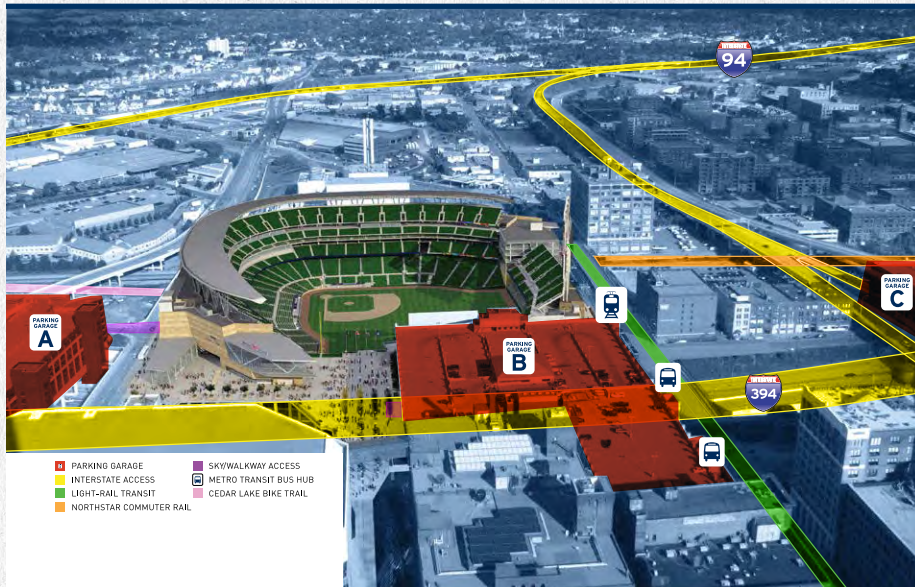 INTERSTATE
94
PARKING
GARAGE
C
PARKING
GARAGE
A
PARKING
GARAGE
B
INTERSTATE
394
PARKING GARAGE
INTERSTATE ACCESS
LIGHT-RAIL TRANSIT
NORTHSTAR COMMUTER RAIL
SKY/WALKWAY ACCESS
METRO TRANSIT BUS HUB
CEDAR LAKE BIKE TRAIL